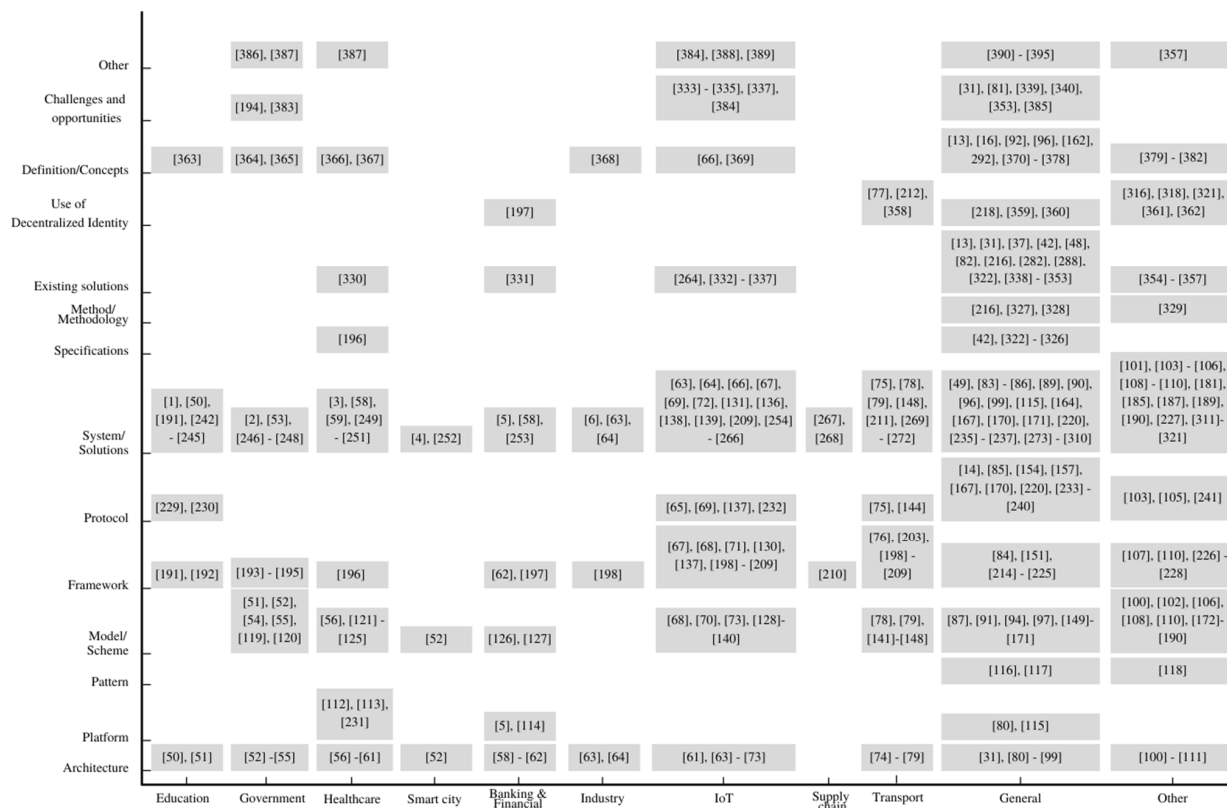 Other
[386], [387]
[387]
[384], [388], [389]
[390] - [395]
[357]
Challenges and
opportunities
[194], [383]
[333] - [335], [337],
[384]
[31], [81], [339], [340],
[353], [385]
Definition/Concepts
[363]
[364], [365]
[366], [367]
[368]
[66], [369]
[13], [16], [92], [96], [162],
292], [370] - [378]
[379] - [382]
Use of
Decentralized Identity
[197]
[77], [212],
[358]
[218], [359], [360]
[316], [318], [321],
[361], [362]
Existing solutions
[330]
[331]
[264], [332] - [337]
[13], [31], [37], [42], [48],
[82], [216], [282], [288],
[322], [338] - [353]
[354] - [357]
Method/
Methodology
[216], [327], [328]
[329]
Specifications
[196]
[42], [322] - [326]
System/
Solutions
[1], [50],
[191], [242]
- [245]
[2], [53],
[246] - [248]
[3], [58],
[59], [249]
- [251]
[4], [252]
[5], [58],
[253]
[6], [63],
[64]
[63], [64], [66], [67],
[69], [72], [131], [136],
[138], [139], [209], [254]
- [266]
[267],
[268]
[75], [78],
[79], [148],
[211], [269]
- [272]
[49], [83] - [86], [89], [90],
[96], [99], [115], [164],
[167], [170], [171], [220],
[235] - [237], [273] - [310]
[101], [103] - [106],
[108] - [110], [181],
[185], [187], [189],
[190], [227], [311]-
[321]
Protocol
[229], [230]
[65], [69], [137], [232]
[75], [144]
[14], [85], [154], [157],
[167], [170], [220], [233] -
[240]
[103], [105], [241]
Framework
[191], [192]
[193] - [195]
[196]
[62], [197]
[198]
[67], [68], [71], [130],
[137], [198] - [209]
[210]
[76], [203],
[198] -
[209]
[84], [151],
[214] - [225]
[107], [110], [226] -
[228]
Model/
Scheme
[51], [52],
[54], [55],
[119], [120]
[56], [121] -
[125]
[52]
[126], [127]
[68], [70], [73], [128]-
[140]
[78], [79],
[141]-[148]
[87], [91], [94], [97], [149]-
[171]
[100], [102], [106],
[108], [110], [172]-
[190]
Pattern
[116], [117]
[118]
Platform
[112], [113],
[231]
[5], [114]
[80], [115]
Architecture
[50], [51]
[52] -[55]
[56] -[61]
[52]
[58] - [62]
[63], [64]
[61], [63] - [73]
[74] - [79]
[31], [80] - [99]
[100] - [111]
Education
Government
Healthcare
Smart city
Banking &
Financial
Industry
IoT
Supply
chain
Transport
General
Other